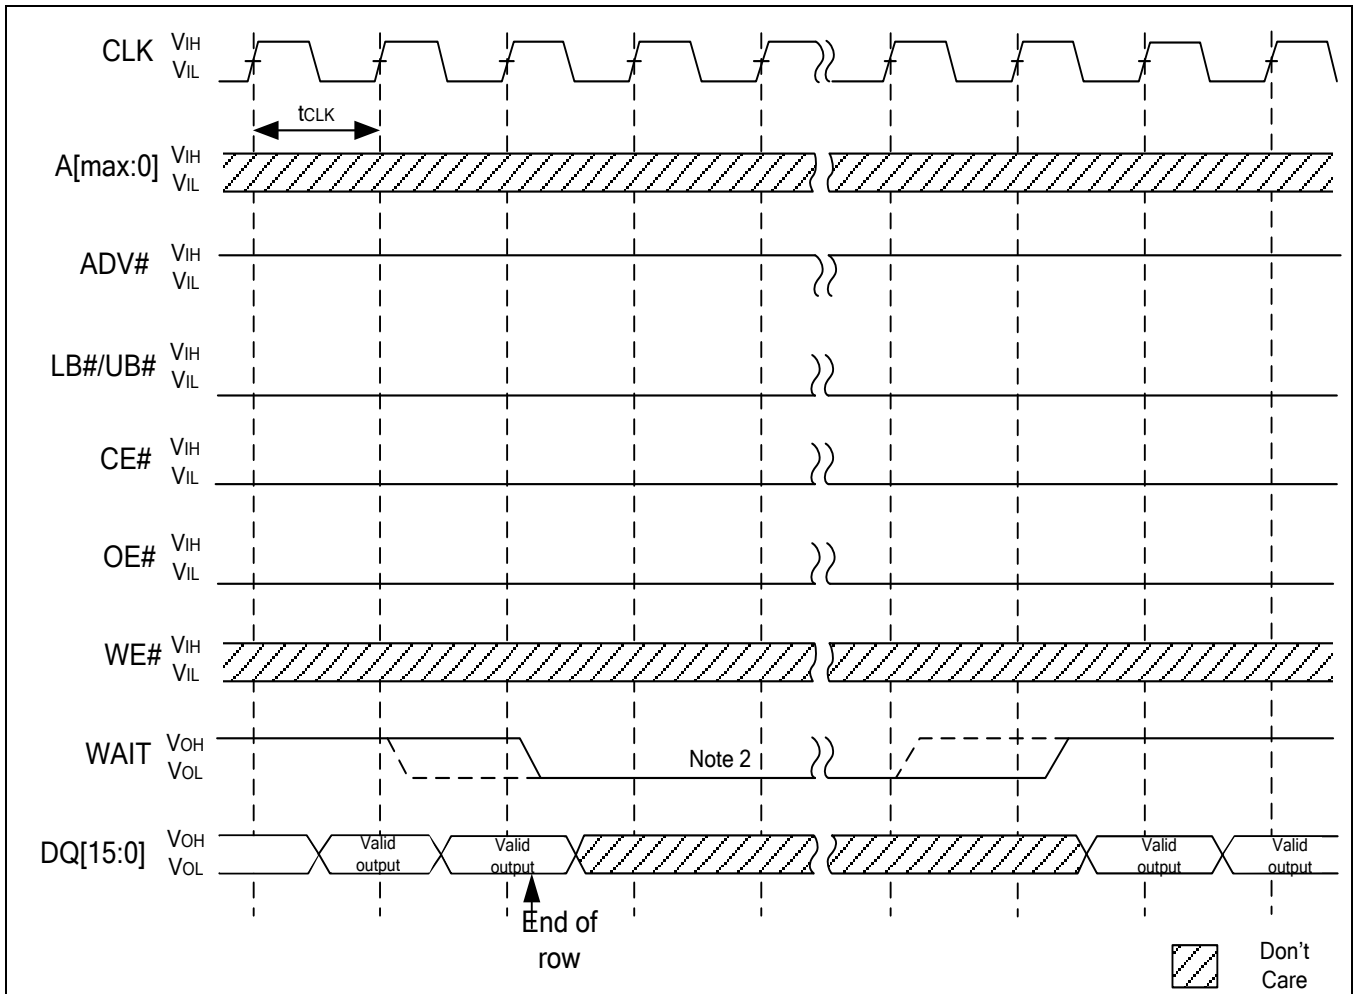 CLK VIH
VIL
tCLK
A[max:0] VIH
VIL
ADV# VIH
VIL
LB#/UB# VIH
VIL
CE# VIH
VIL
OE# VIH
VIL
WE# VIH
VIL
WAIT VOH
VOL
Note 2
DQ[15:0] VOH
VOL
Valid
output
Valid
output
Valid
output
Valid
output
End of
row
Don't
Care